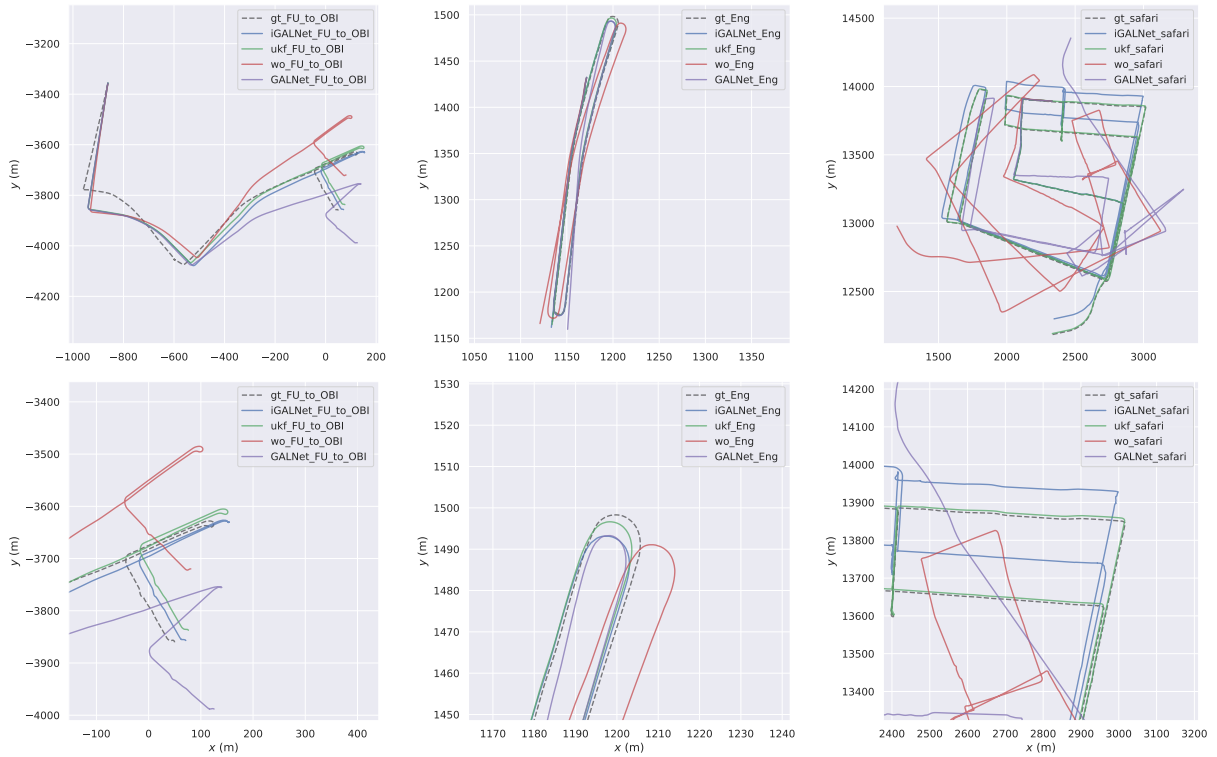 gt_FU_to_OBI
iGALNet_FU_to_OBI
ukf_FU_to_OBI
wo_FU_to_OBI
GALNet_FU_to_OBI
y (m)
−3200
−3400
−3600
−3800
−4000
−4200
−1000
−800
−600
−400
−200
0
200
gt_Eng
iGALNet_Eng
ukf_Eng
wo_Eng
GALNet_Eng
y (m)
1500
1450
1400
1350
1300
1250
1200
1150
1050
1100
1150
1200
1250
1300
1350
gt_safari
iGALNet_safari
ukf_safari
wo_safari
GALNet_safari
y (m)
14500
14000
13500
13000
12500
1500
2000
2500
3000
gt_FU_to_OBI
iGALNet_FU_to_OBI
ukf_FU_to_OBI
wo_FU_to_OBI
GALNet_FU_to_OBI
y (m)
−3400
−3500
−3600
−3700
−3800
−3900
−4000
−100
0
100
200
300
400
x (m)
gt_Eng
iGALNet_Eng
ukf_Eng
wo_Eng
GALNet_Eng
y (m)
1530
1520
1510
1500
1490
1480
1470
1460
1450
1170
1180
1190
1200
1210
1220
1230
1240
x (m)
gt_safari
iGALNet_safari
ukf_safari
wo_safari
GALNet_safari
y (m)
14200
14100
14000
13900
13800
13700
13600
13500
13400
2400
2500
2600
2700
2800
2900
3000
3100
3200
x (m)